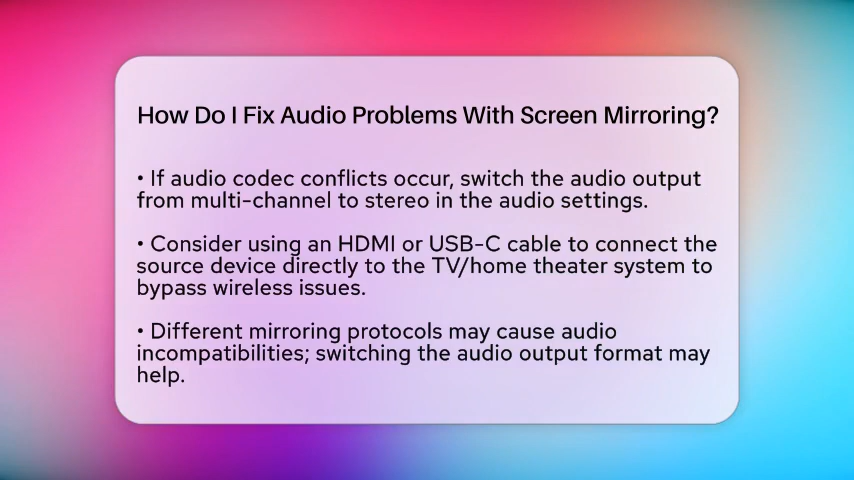 How Do I Fix Audio Problems With Screen Mirroring?
• If audio codec conflicts occur, switch the audio output
from multi-channel to stereo in the audio settings.
• Consider using an HDMI or USB-C cable to connect the
source device directly to the TV/home theater system to
bypass wireless issues.
• Different mirroring protocols may cause audio
incompatibilities; switching the audio output format may
help.